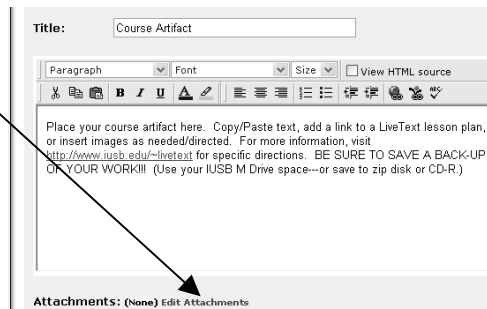 Title: Course Artifact
Paragraph Font Size View HTML source
B I U A ABC
Place your course artifact here. Copy/Paste text, add a link to a LiveText lesson plan,
or insert images as needed/directed. For more information, visit
http://www.iusb.edu/~livetext for specific directions. BE SURE TO SAVE A BACK-UP
OF YOUR WORK!!! (Use your IUSB M Drive space---or save to zip disk or CD-R.)
Attachments: (None) Edit Attachments